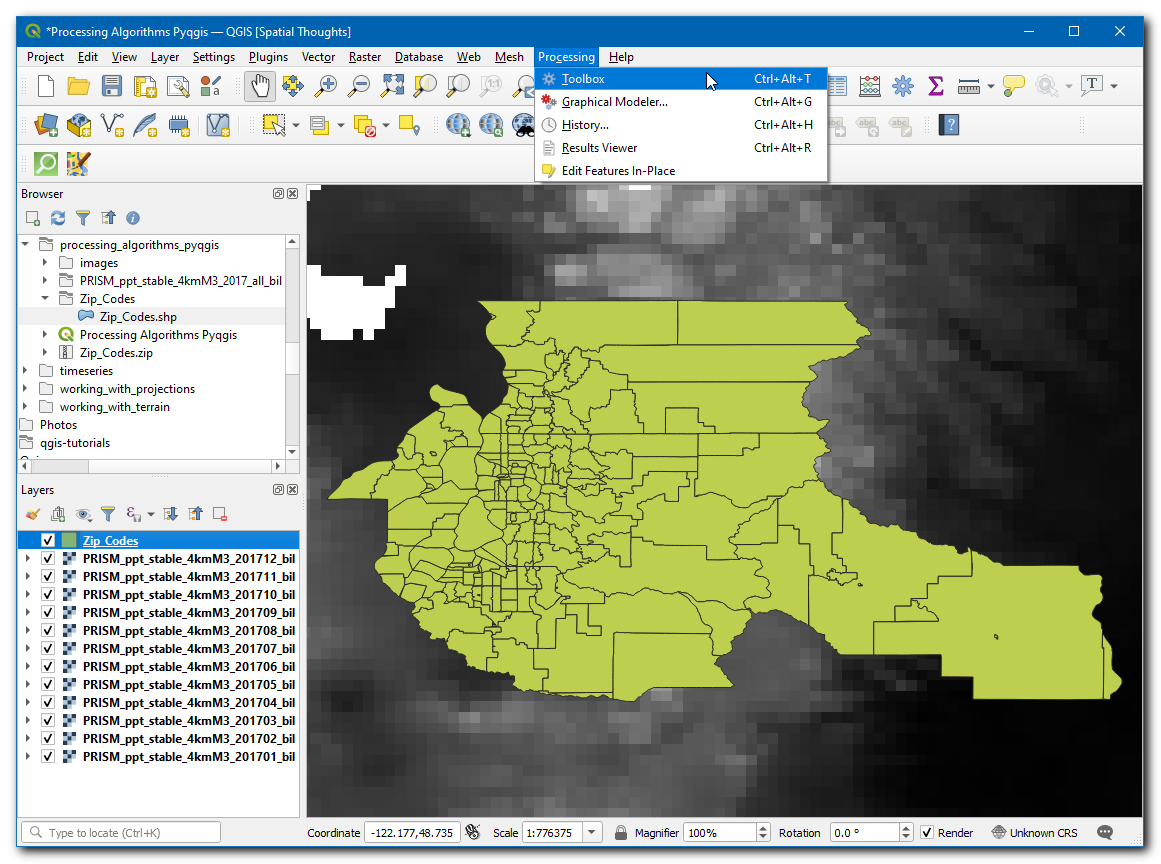 *Processing Algorithms Pyqgis — QGIS [Spatial Thoughts]
Project Edit View Layer Settings Plugins Vector Raster Database Web Mesh Processing Help
Toolbox Ctrl+Alt+T
Graphical Modeler... Ctrl+Alt+G
History... Ctrl+Alt+H
Results Viewer Ctrl+Alt+R
Edit Features In-Place
Browser
processing_algorithms_pyqgis
images
PRISM_ppt_stable_4kmM3_2017_all_bil
Zip_Codes
Zip_Codes.shp
Processing Algorithms Pyqgis
Zip_Codes.zip
timeseries
working_with_projections
working_with_terrain
Photos
qgis-tutorials
Layers
Zip_Codes
PRISM_ppt_stable_4kmM3_201712_bil
PRISM_ppt_stable_4kmM3_201711_bil
PRISM_ppt_stable_4kmM3_201710_bil
PRISM_ppt_stable_4kmM3_201709_bil
PRISM_ppt_stable_4kmM3_201708_bil
PRISM_ppt_stable_4kmM3_201707_bil
PRISM_ppt_stable_4kmM3_201706_bil
PRISM_ppt_stable_4kmM3_201705_bil
PRISM_ppt_stable_4kmM3_201704_bil
PRISM_ppt_stable_4kmM3_201703_bil
PRISM_ppt_stable_4kmM3_201702_bil
PRISM_ppt_stable_4kmM3_201701_bil
Type to locate (Ctrl+K) Coordinate -122.177,48.735 Scale 1:776375 Magnifier 100% Rotation 0.0 ° Render Unknown CRS